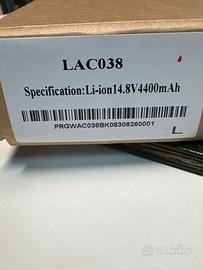 LAC038
Specification:Li-ion14.8V4400mAh
PRGWAC038BK08308260001
L
subito